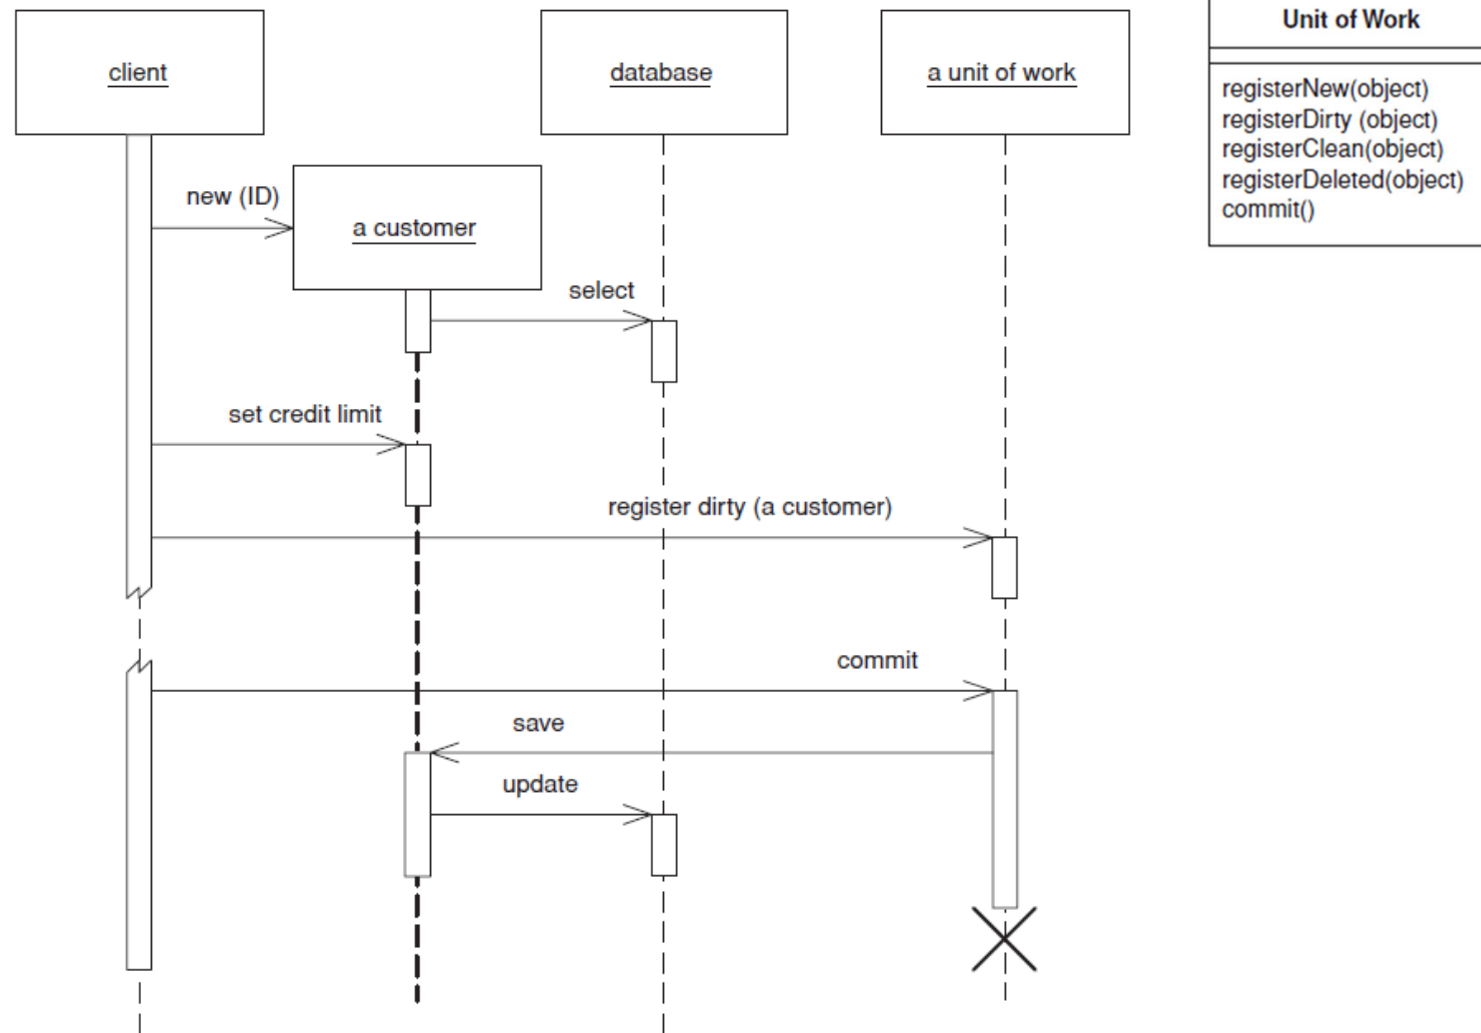 client
database
a unit of work
Unit of Work
registerNew(object)
registerDirty (object)
registerClean(object)
registerDeleted(object)
commit()
new (ID)
a customer
select
set credit limit
register dirty (a customer)
commit
save
update